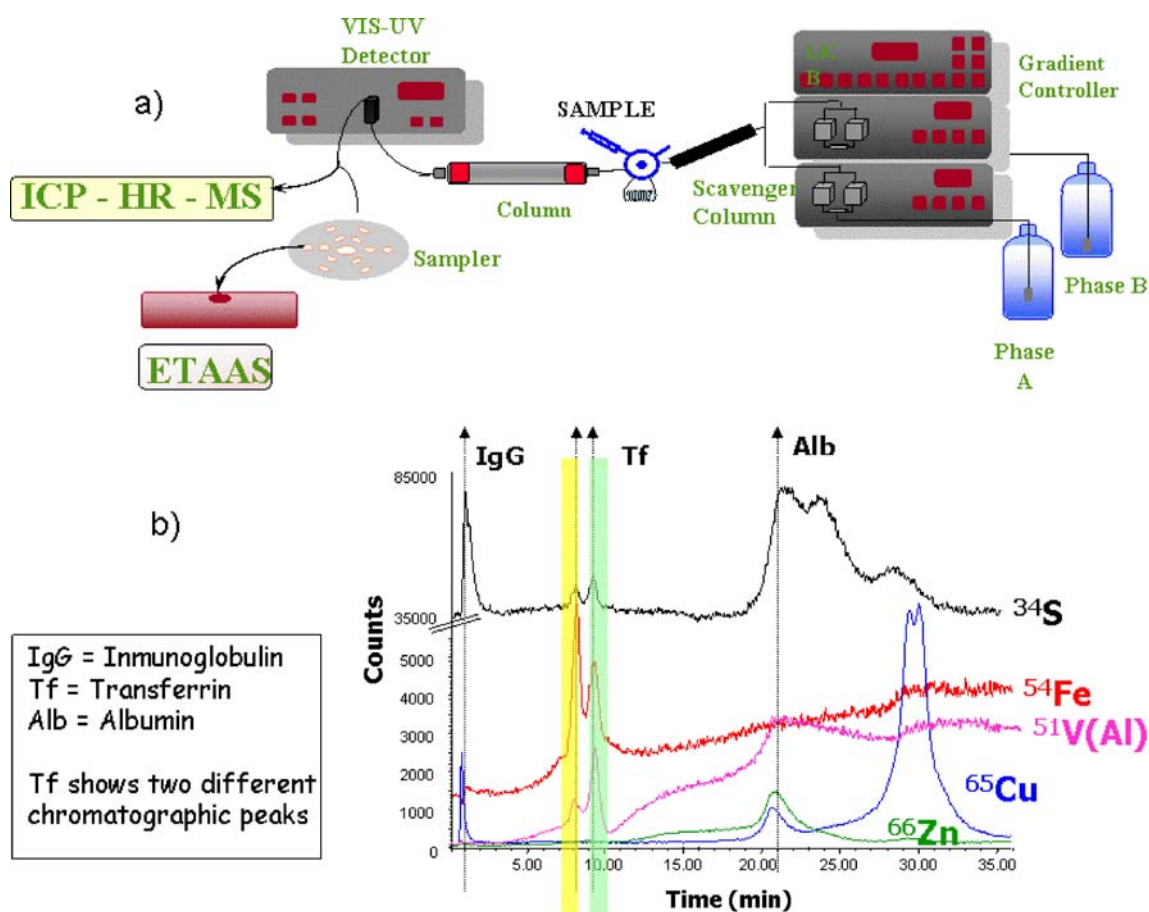 VIS-UV
Detector
a)
SAMPLE
Gradient
Controller
ICP - HR - MS
Column
Scavenger
Column
Sampler
ETAAS
Phase B
Phase
A
b)
IgG
Tf
Alb
85000
35000
5000
4000
3000
2000
1000
0
Counts
34S
54Fe
51V(Al)
65Cu
66Zn
5.00
10.00
15.00
20.00
25.00
30.00
35.00
Time (min)
IgG = Inmunoglobulin
Tf = Transferrin
Alb = Albumin
Tf shows two different
chromatographic peaks